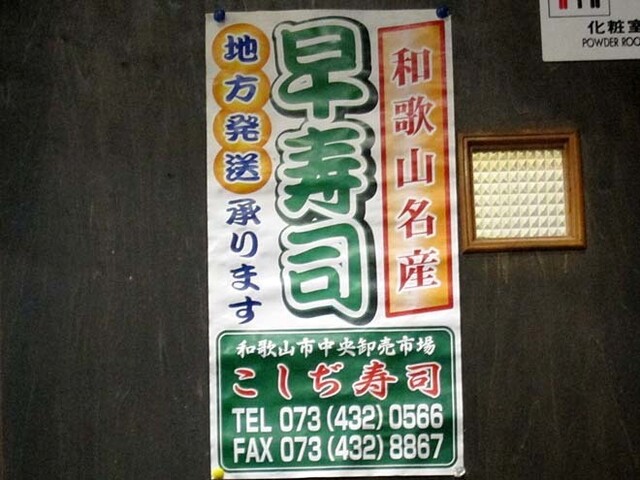 和歌山名産
早寿司
地方発送承ります
和歌山市中央卸売市場
こしぢ寿司
TEL 073(432)0566
FAX 073(432)8867
化粧室
POWDER ROO